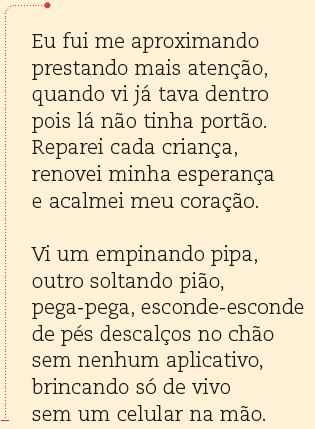 Eu fui me aproximando
prestando mais atenção,
quando vi já tava dentro
pois lá não tinha portão.
Reparei cada criança,
renovei minha esperança
e acalmei meu coração.

Vi um empinando pipa,
outro soltando pião,
pega-pega, esconde-esconde
de pés descalços no chão
sem nenhum aplicativo,
brincando só de vivo
sem um celular na mão.